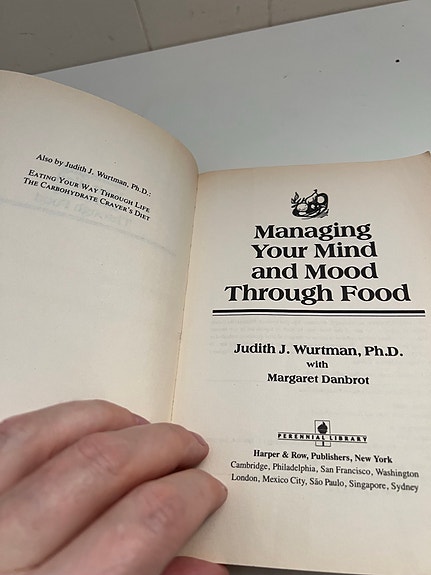 Also by Judith J. Wurtman, Ph.D.:
EATING YOUR WAY THROUGH LIFE
THE CARBOHYDRATE CRAVER'S DIET
Managing
Your Mind
and Mood
Through Food
Judith J. Wurtman, Ph.D.
with
Margaret Danbrot
PERENNIAL LIBRARY
Harper & Row, Publishers, New York
Cambridge, Philadelphia, San Francisco, Washington
London, Mexico City, São Paulo, Singapore, Sydney